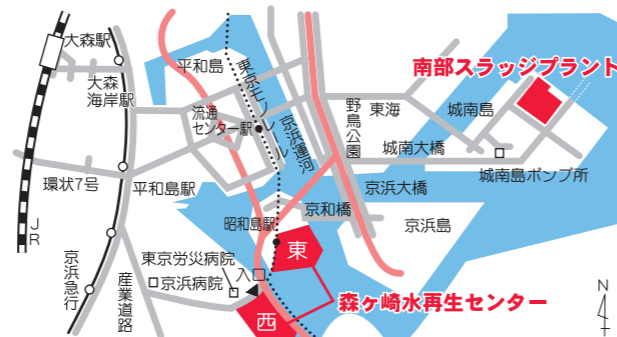 大森駅
平和島
南部スラッジプラント
大森
海岸駅
東京モノレール
流通
センター駅
京浜運河
野鳥公園
東海
城南島
城南大橋
城南島ポンプ所
環状7号
平和島駅
京浜大橋
京和橋
京浜島
昭和島駅
JR
京浜急行
産業道路
東京労災病院
入口
京浜病院
東
西
森ヶ崎水再生センター
N